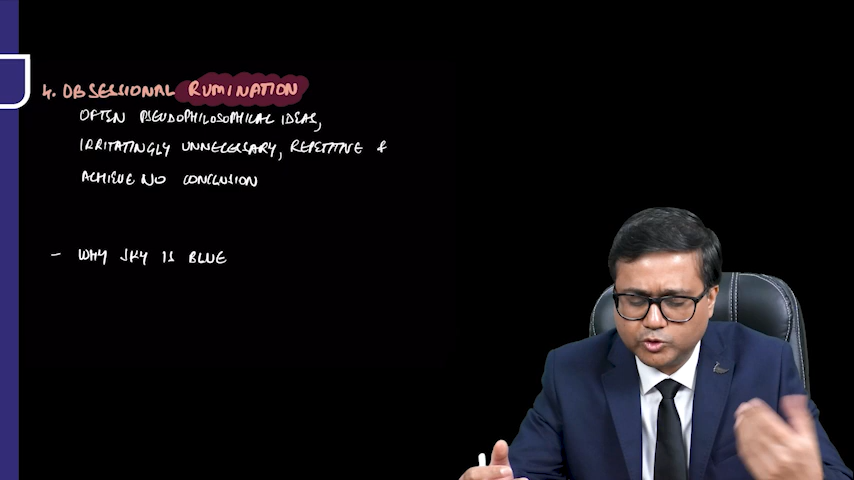 4. OBSESSIONAL RUMINATION
OFTEN PSEUDOPHILOSOPHICAL IDEAS,
IRRITATINGLY UNNECESSARY, REPETITIVE &
ACHIEVE NO CONCLUSION
- WHY SKY IS BLUE